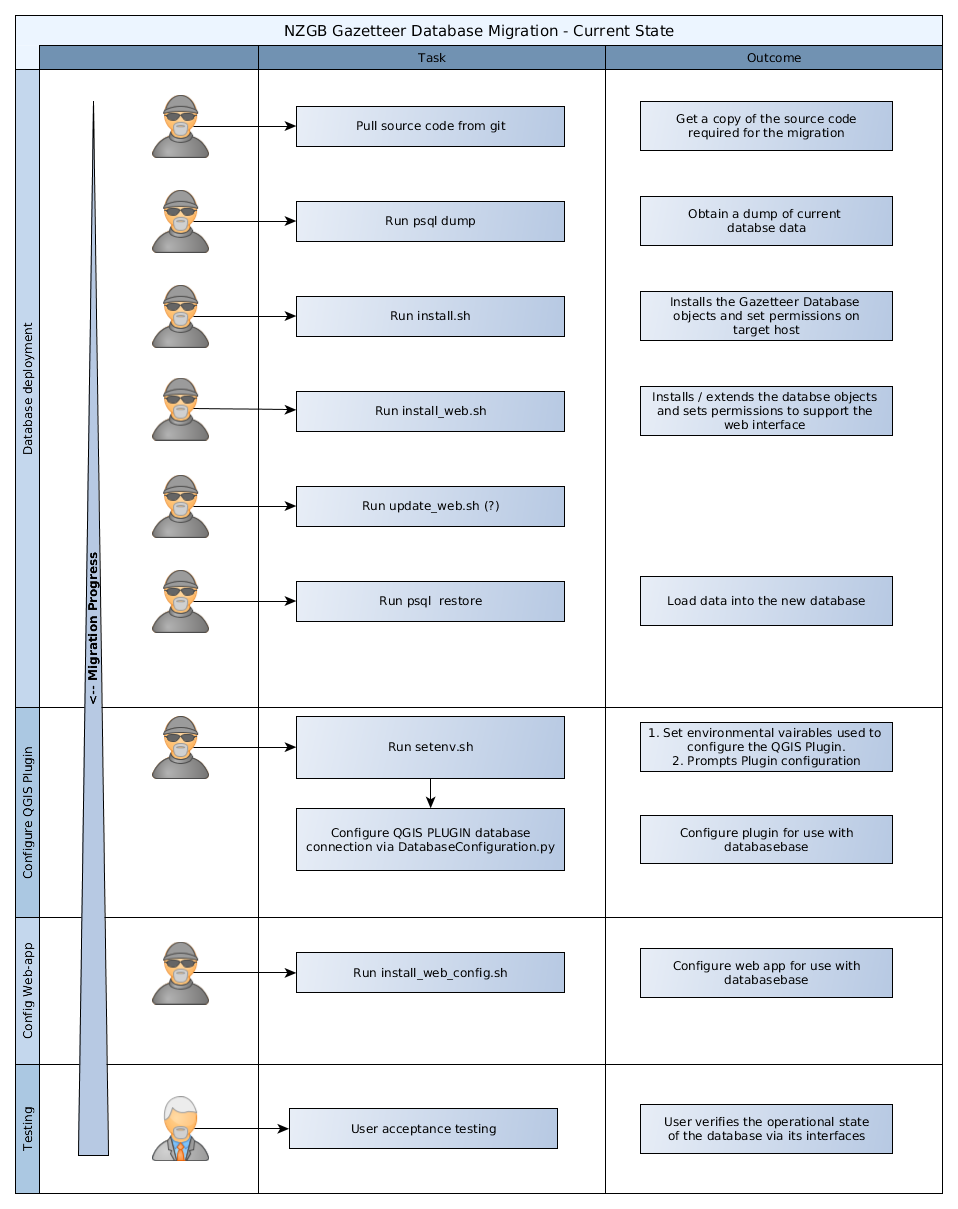 NZGB Gazetteer Database Migration - Current State
Task
Outcome
Database deployment
<-- Migration Progress
Pull source code from git
Get a copy of the source code
required for the migration
Run psql dump
Obtain a dump of current
databse data
Run install.sh
Installs the Gazetteer Database
objects and set permissions on
target host
Run install_web.sh
Installs / extends the databse objects
and sets permissions to support the
web interface
Run update_web.sh (?)
Run psql  restore
Load data into the new database
Configure QGIS Plugin
Run setenv.sh
1. Set environmental vairables used to
configure the QGIS Plugin.
2. Prompts Plugin configuration
Configure QGIS PLUGIN database
connection via DatabaseConfiguration.py
Configure plugin for use with
databasebase
Config Web-app
Run install_web_config.sh
Configure web app for use with
databasebase
Testing
User acceptance testing
User verifies the operational state
of the database via its interfaces